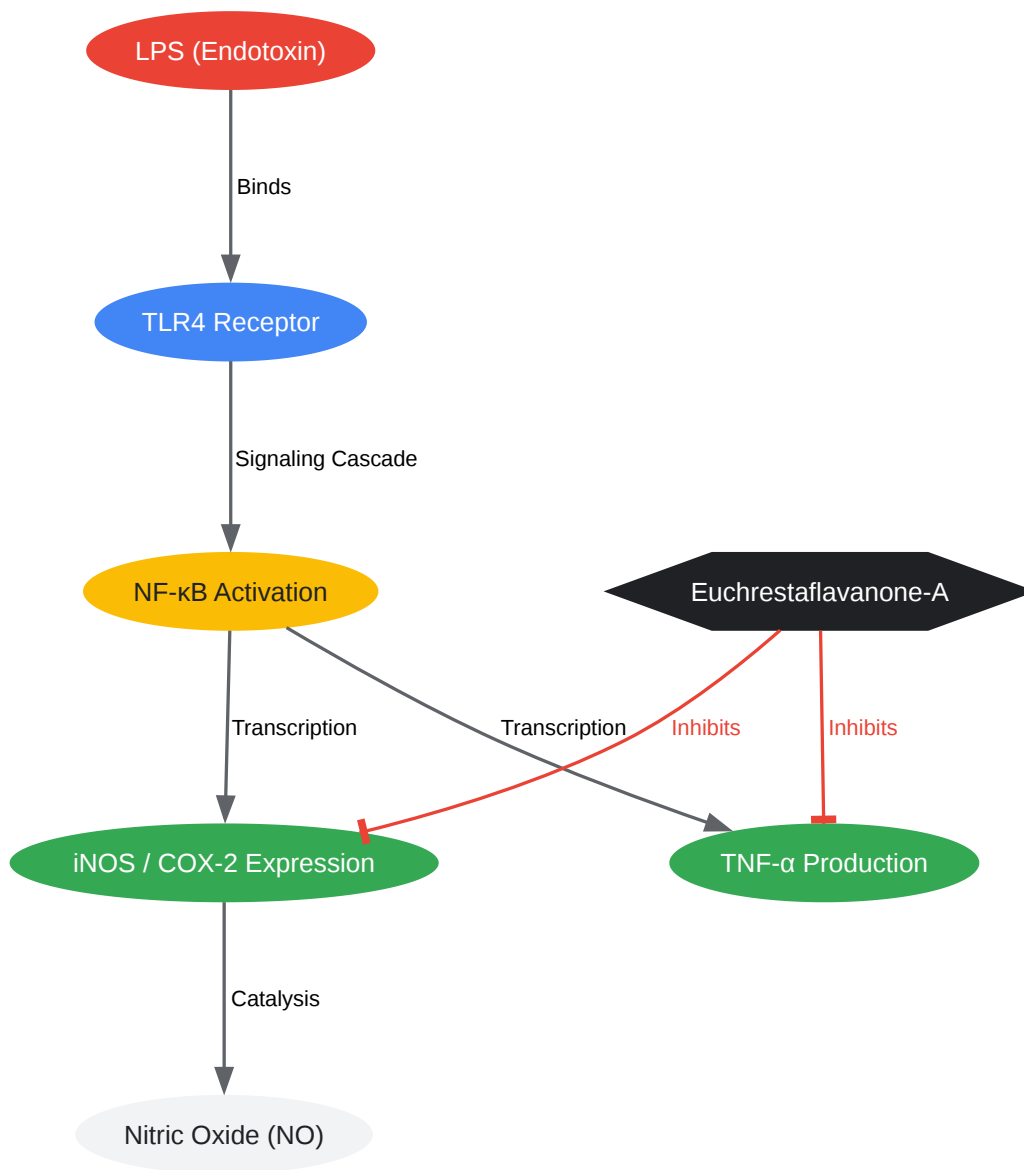 LPS (Endotoxin)
Binds
TLR4 Receptor
Signaling Cascade
NF-κB Activation
Euchrestaflavanone-A
Transcription
Transcription
Inhibits
Inhibits
iNOS / COX-2 Expression
TNF-α Production
Catalysis
Nitric Oxide (NO)